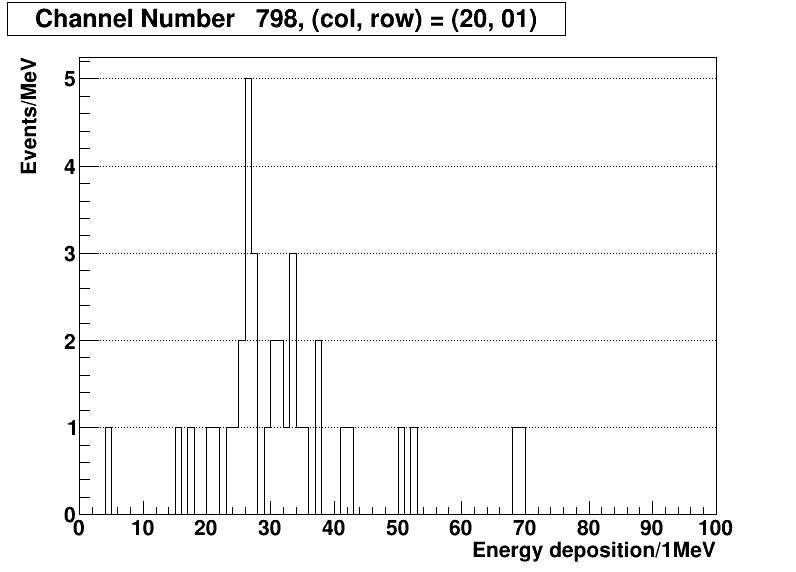 Channel Number 798, (col, row) = (20, 01)
Events/MeV
5
4
3
2
1
0
0 10 20 30 40 50 60 70 80 90 100
Energy deposition/1MeV